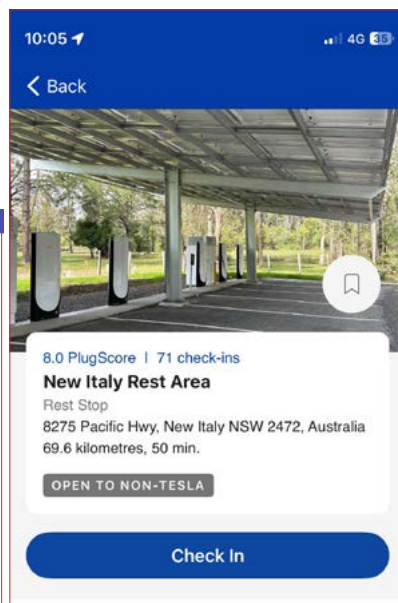 10:05
4G 35
Back
8.0 PlugScore | 71 check-ins
New Italy Rest Area
Rest Stop
8275 Pacific Hwy, New Italy NSW 2472, Australia
69.6 kilometres, 50 min.
OPEN TO NON-TESLA
Check In